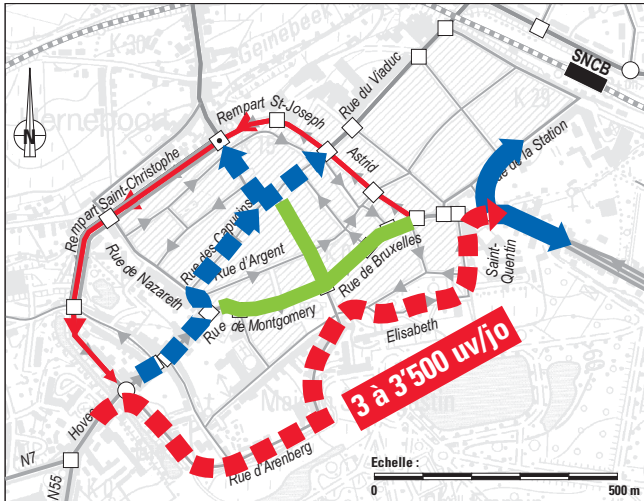 SNCB
Geinebeek
Rue du Viaduc
Rempart St-Joseph
Astrid
Rue de la Station
Rempart Saint-Christophe
N
Rue des Capucins
Rue d'Argent
Rue de Bruxelles
Saint-
Quentin
Rue de Nazareth
Rue de Montgomery
Elisabeth
3 à 3'500 uv/jo
Hoves
Rue d'Arenberg
N7
N55
Echelle :
0
500 m